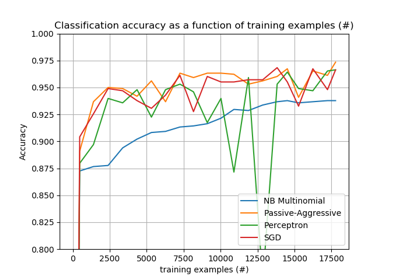 Classification accuracy as a function of training examples (#)
1.000
0.975
0.950
0.925
0.900
0.875
0.850
0.825
0.800
Accuracy
NB Multinomial
Passive-Aggressive
Perceptron
SGD
0 2500 5000 7500 10000 12500 15000 17500
training examples (#)